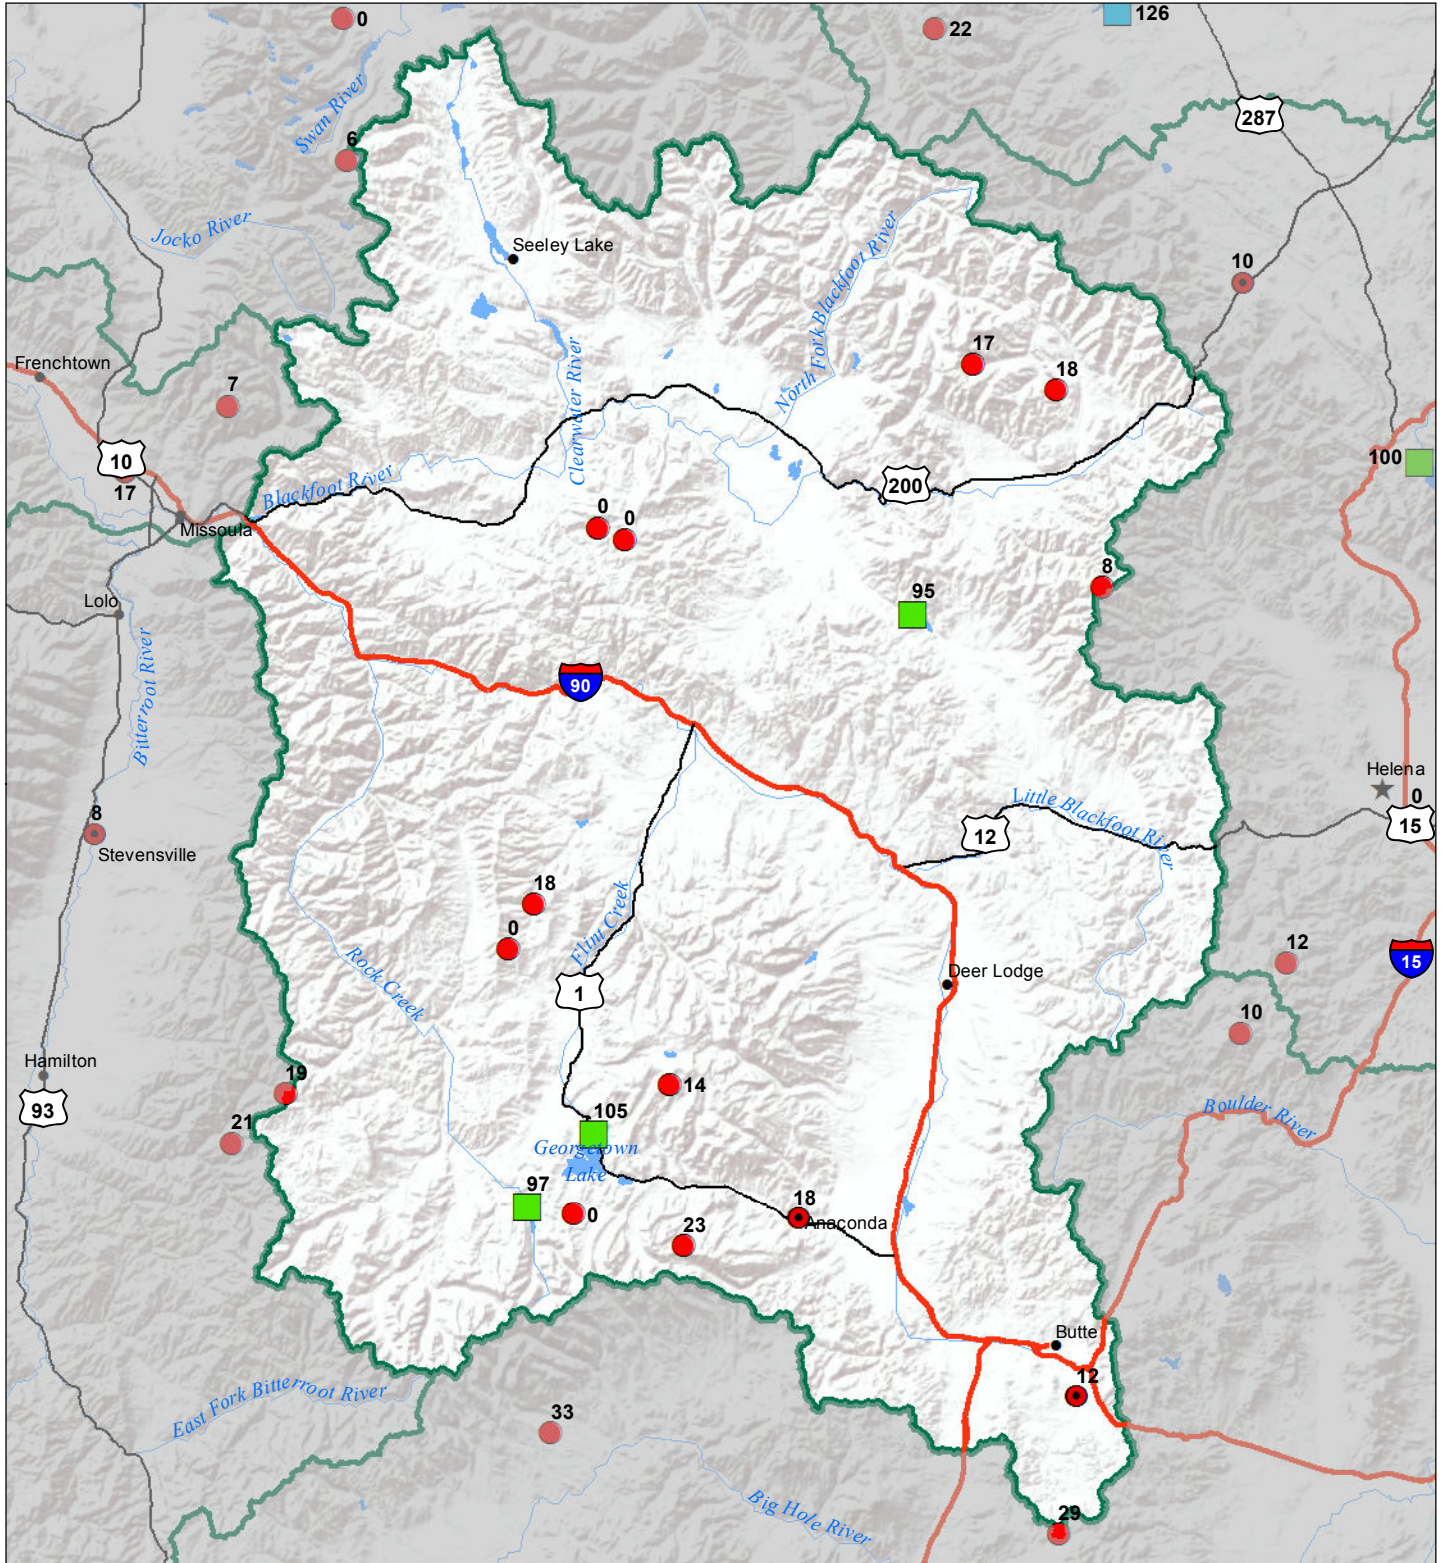 0
22
126
287
Swan River
6
Jocko River
Seeley Lake
North Fork Blackfoot River
10
17
18
Frenchtown
7
Clearwater River
10
17
100
Blackfoot River
200
Missoula
0
0
8
95
Lolo
Bitterroot River
90
Helena
0
15
Little Blackfoot River
12
8
Stevensville
18
0
Flint Creek
Rock Creek
1
Deer Lodge
12
15
10
Hamilton
93
19
14
21
105
Georgetown
Lake
Boulder River
97
0
18
Anaconda
23
Butte
12
East Fork Bitterroot River
33
Big Hole River
29